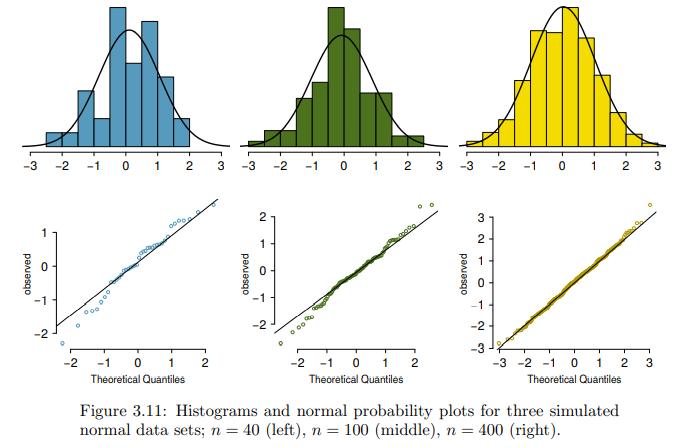 −3 −2 −1 0 1 2 3 −3 −2 −1 0 1 2 3 −3 −2 −1 0 1 2 3
observed
1
0
−1
−2
−2 −1 0 1 2
Theoretical Quantiles
observed
2
1
0
−1
−2
−2 −1 0 1 2
Theoretical Quantiles
observed
3
2
1
0
−1
−2
−3
−3 −2 −1 0 1 2 3
Theoretical Quantiles
Figure 3.11: Histograms and normal probability plots for three simulated
normal data sets; n = 40 (left), n = 100 (middle), n = 400 (right).